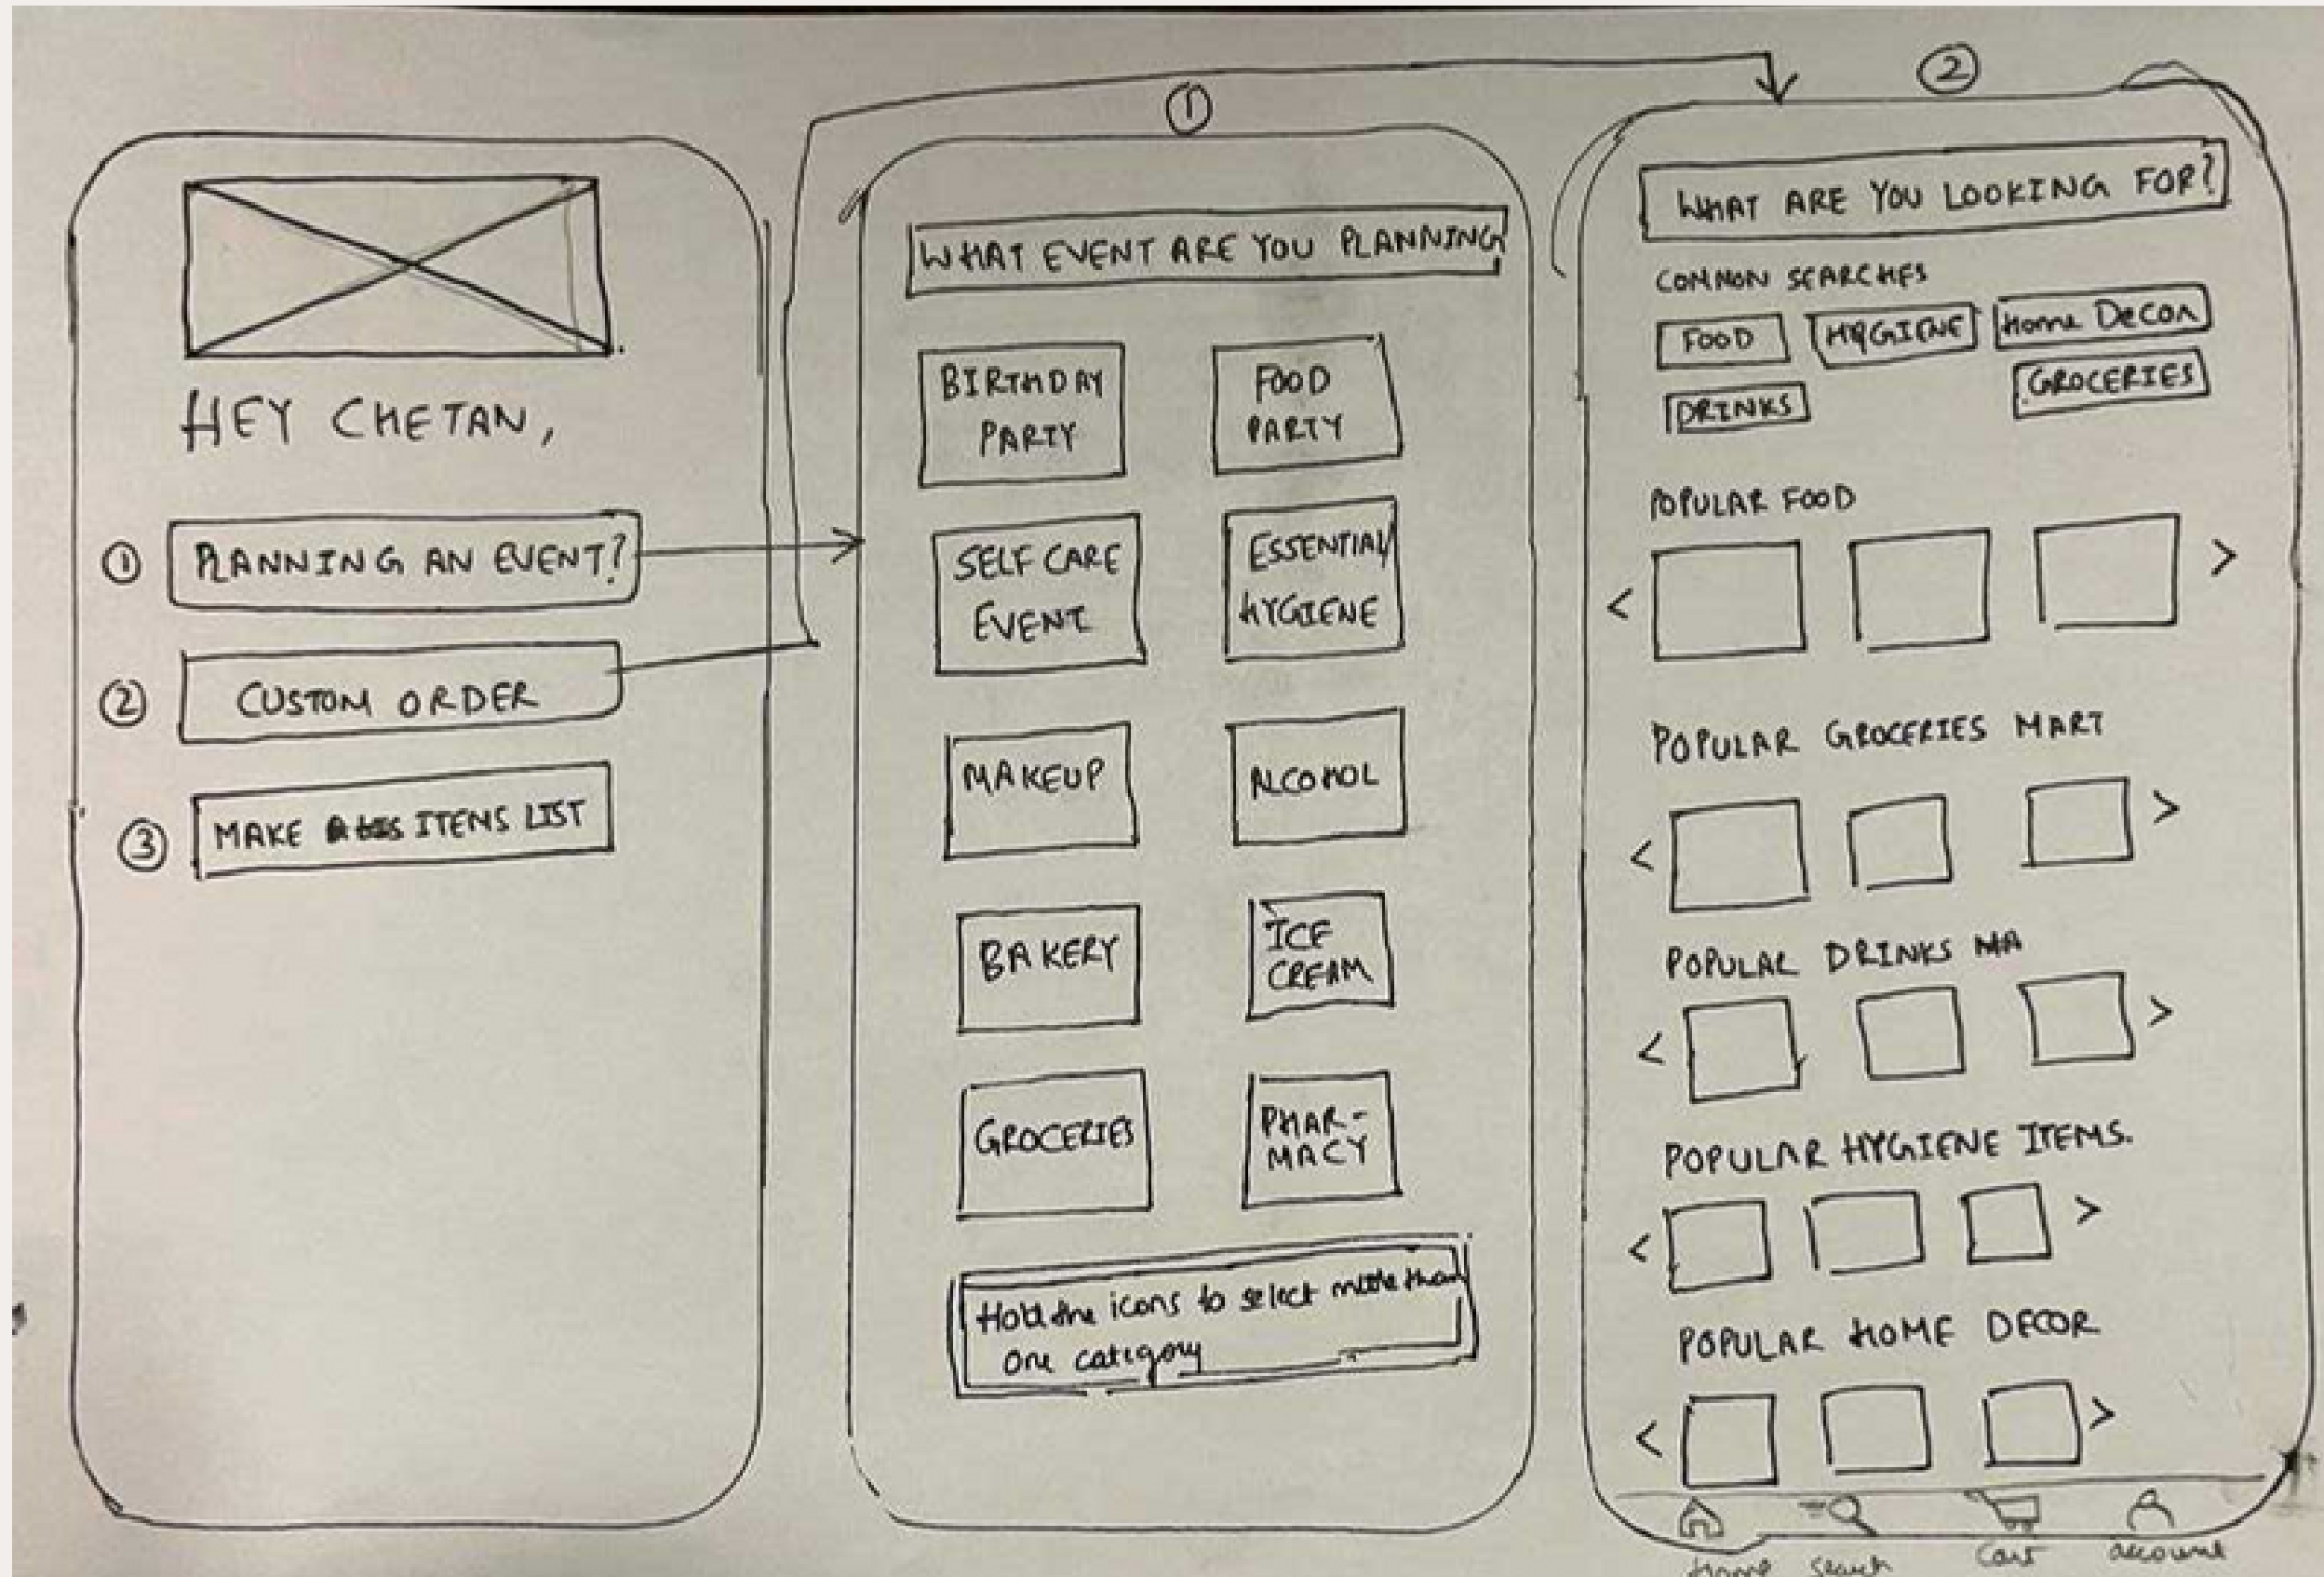 HEY CHETAN,
① PLANNING AN EVENT?
② CUSTOM ORDER
③ MAKE ITEMS LIST
①
WHAT EVENT ARE YOU PLANNING
BIRTHDAY
PARTY
FOOD
PARTY
SELF CARE
EVENT
ESSENTIAL
HYGIENE
MAKEUP
ALCOHOL
BAKERY
ICE
CREAM
GROCERIES
PHAR-
MACY
Hold the icons to select more than
one category
②
WHAT ARE YOU LOOKING FOR?
COMMON SEARCHES
FOOD HYGIENE Home Decor
DRINKS GROCERIES
POPULAR FOOD
< >
POPULAR GROCERIES MART
< >
POPULAR DRINKS MA
< >
POPULAR HYGIENE ITEMS.
< >
POPULAR HOME DECOR
< >
Home Search Cart account